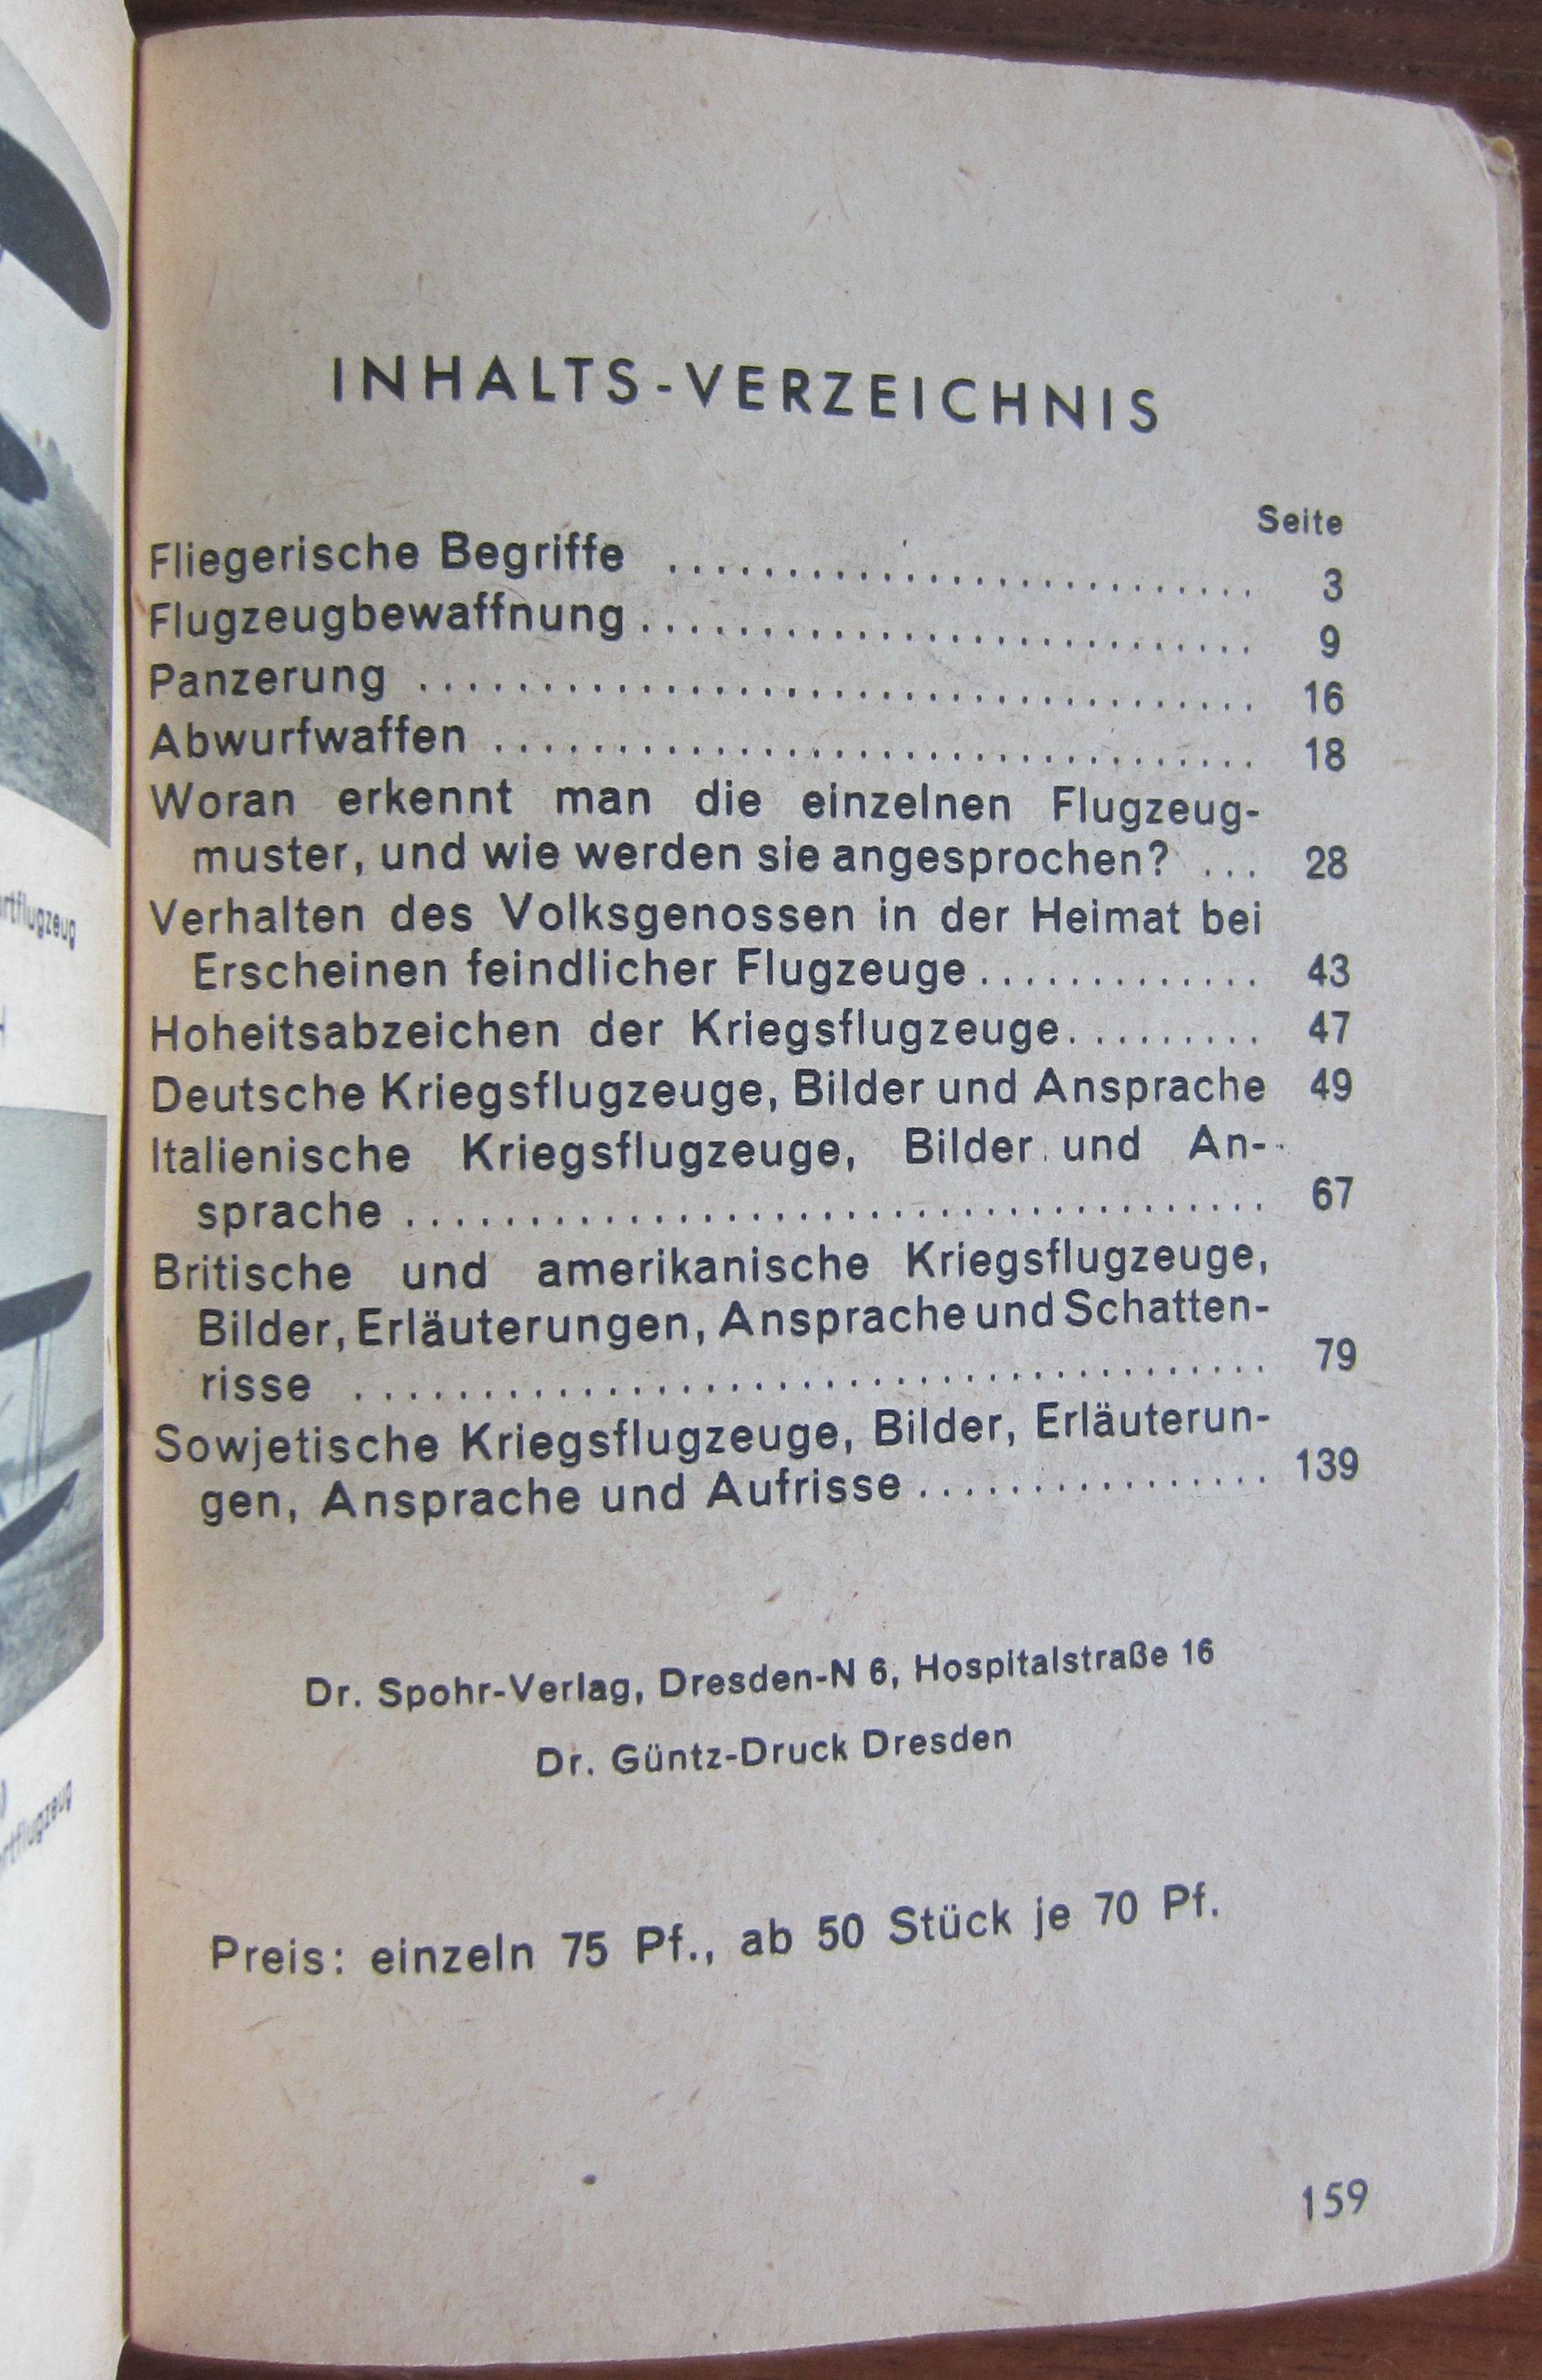 INHALTS-VERZEICHNIS
Seite
Fliegerische Begriffe ........................... 3
Flugzeugbewaffnung ........................... 9
Panzerung ................................... 16
Abwurfwaffen ................................ 18
Woran erkennt man die einzelnen Flugzeug-
muster, und wie werden sie angesprochen? ... 28
Verhalten des Volksgenossen in der Heimat bei
Erscheinen feindlicher Flugzeuge ............. 43
Hoheitsabzeichen der Kriegsflugzeuge ......... 47
Deutsche Kriegsflugzeuge, Bilder und Ansprache 49
Italienische Kriegsflugzeuge, Bilder und An-
sprache ..................................... 67
Britische und amerikanische Kriegsflugzeuge,
Bilder, Erläuterungen, Ansprache und Schatten-
risse ....................................... 79
Sowjetische Kriegsflugzeuge, Bilder, Erläuterun-
gen, Ansprache und Aufrisse ................ 139
Dr. Spohr-Verlag, Dresden-N 6, Hospitalstraße 16
Dr. Güntz-Druck Dresden
Preis: einzeln 75 Pf., ab 50 Stück je 70 Pf.
159